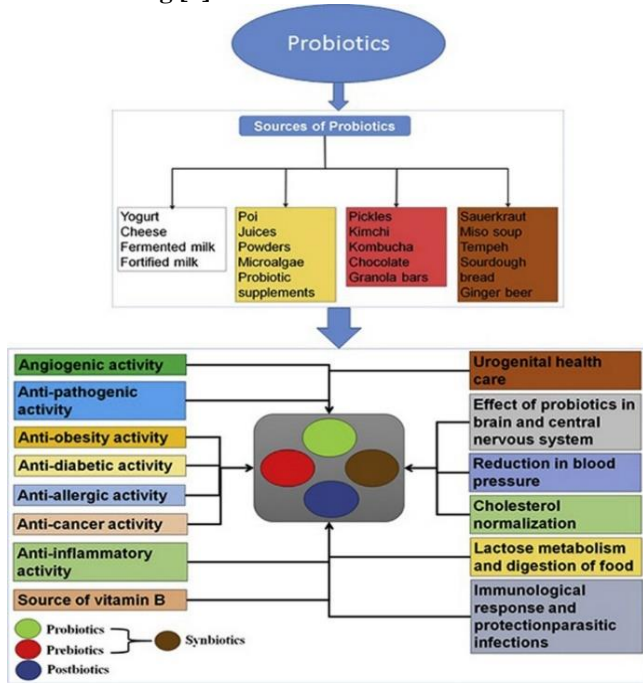 g [
Probiotics
Sources of Probiotics
Yogurt
Cheese
Fermented milk
Fortified milk
Poi
Juices
Powders
Microalgae
Probiotic
supplements
Pickles
Kimchi
Kombucha
Chocolate
Granola bars
Sauerkraut
Miso soup
Tempeh
Sourdough
bread
Ginger beer
Angiogenic activity
Anti-pathogenic
activity
Anti-obesity activity
Anti-diabetic activity
Anti-allergic activity
Anti-cancer activity
Anti-inflammatory
activity
Source of vitamin B
Urogenital health
care
Effect of probiotics in
brain and central
nervous system
Reduction in blood
pressure
Cholesterol
normalization
Lactose metabolism
and digestion of food
Immunological
response and
protectionparasitic
infections
Probiotics
Prebiotics
Synbiotics
Postbiotics